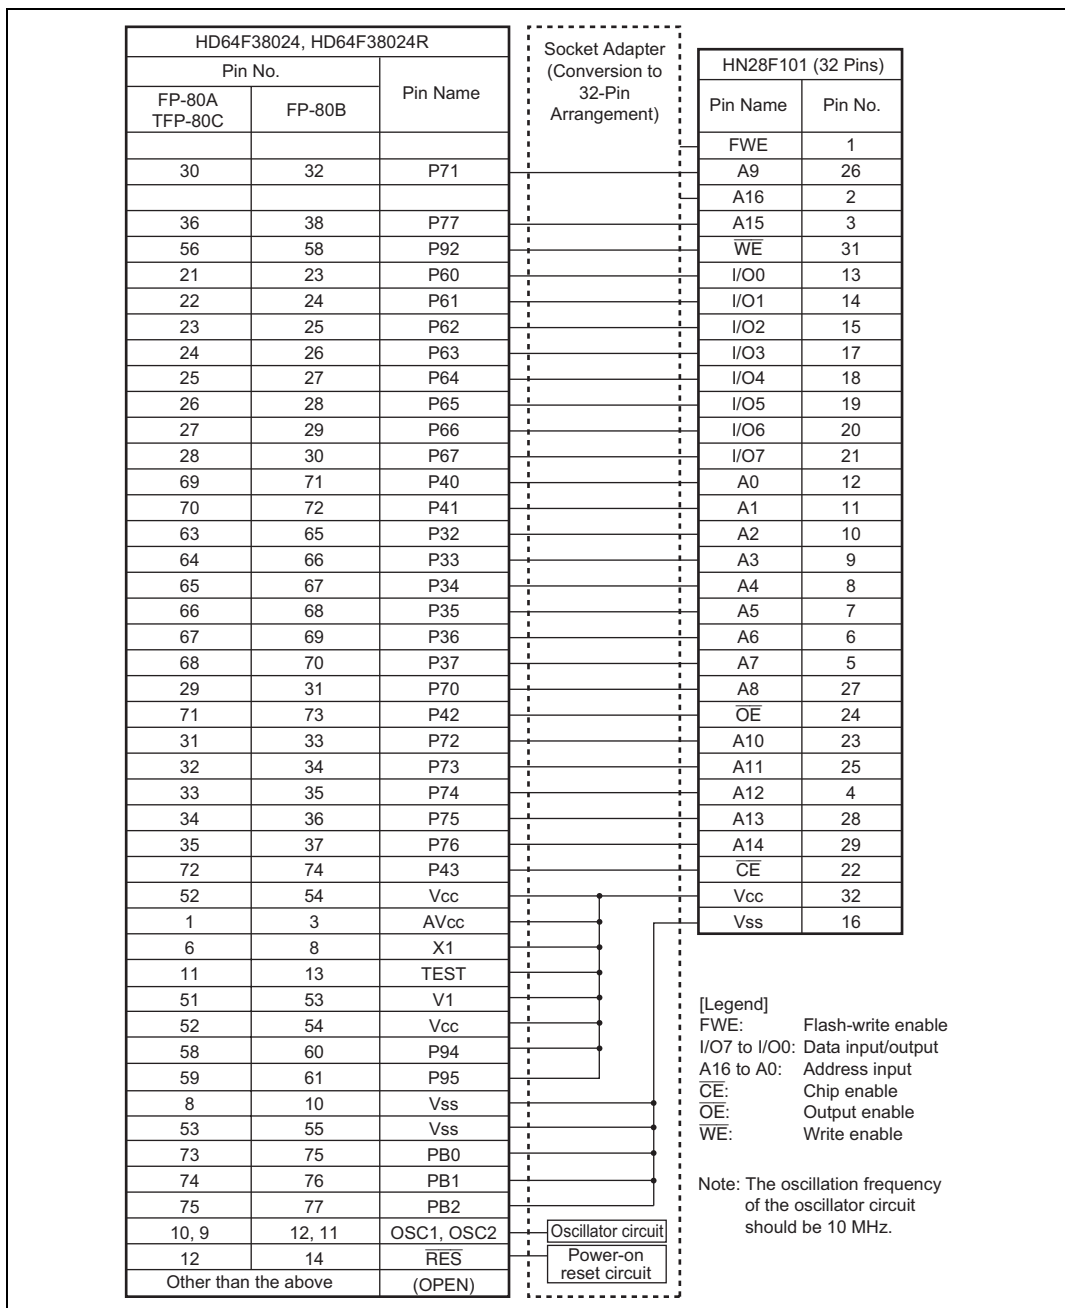 HD64F38024, HD64F38024R
Pin No.
Pin Name
FP-80A
TFP-80C
FP-80B
30 32 P71
36 38 P77
56 58 P92
21 23 P60
22 24 P61
23 25 P62
24 26 P63
25 27 P64
26 28 P65
27 29 P66
28 30 P67
69 71 P40
70 72 P41
63 65 P32
64 66 P33
65 67 P34
66 68 P35
67 69 P36
68 70 P37
29 31 P70
71 73 P42
31 33 P72
32 34 P73
33 35 P74
34 36 P75
35 37 P76
72 74 P43
52 54 Vcc
1 3 AVcc
6 8 X1
11 13 TEST
51 53 V1
52 54 Vcc
58 60 P94
59 61 P95
8 10 Vss
53 55 Vss
73 75 PB0
74 76 PB1
75 77 PB2
10, 9 12, 11 OSC1, OSC2
12 14 R̅E̅S̅
Other than the above (OPEN)
Socket Adapter
(Conversion to
32-Pin
Arrangement)
Oscillator circuit
Power-on
reset circuit
HN28F101 (32 Pins)
Pin Name Pin No.
FWE 1
A9 26
A16 2
A15 3
W̅E̅ 31
I/O0 13
I/O1 14
I/O2 15
I/O3 17
I/O4 18
I/O5 19
I/O6 20
I/O7 21
A0 12
A1 11
A2 10
A3 9
A4 8
A5 7
A6 6
A7 5
A8 27
O̅E̅ 24
A10 23
A11 25
A12 4
A13 28
A14 29
C̅E̅ 22
Vcc 32
Vss 16
[Legend]
FWE: Flash-write enable
I/O7 to I/O0: Data input/output
A16 to A0: Address input
C̅E̅: Chip enable
O̅E̅: Output enable
W̅E̅: Write enable
Note: The oscillation frequency
of the oscillator circuit
should be 10 MHz.